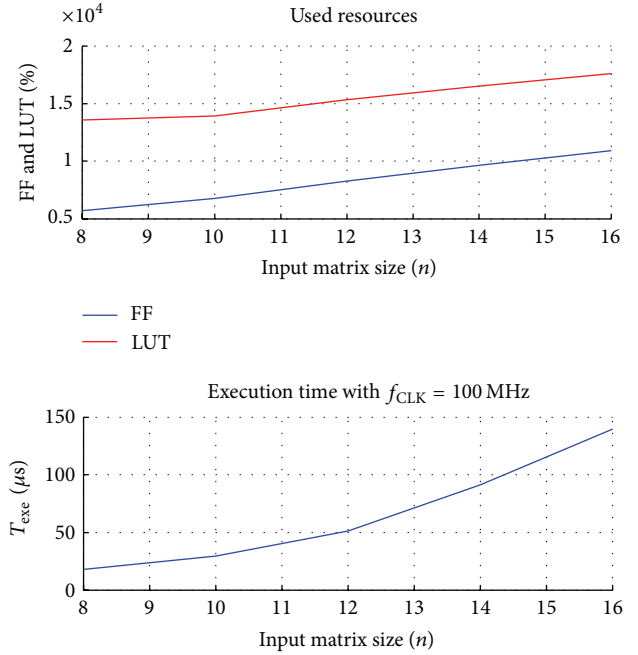 ×10⁴
Used resources
2
1.5
1
0.5
FF and LUT (%)
8 9 10 11 12 13 14 15 16
Input matrix size (n)
FF
LUT
Execution time with f_CLK = 100 MHz
150
100
50
0
T_exe (μs)
8 9 10 11 12 13 14 15 16
Input matrix size (n)